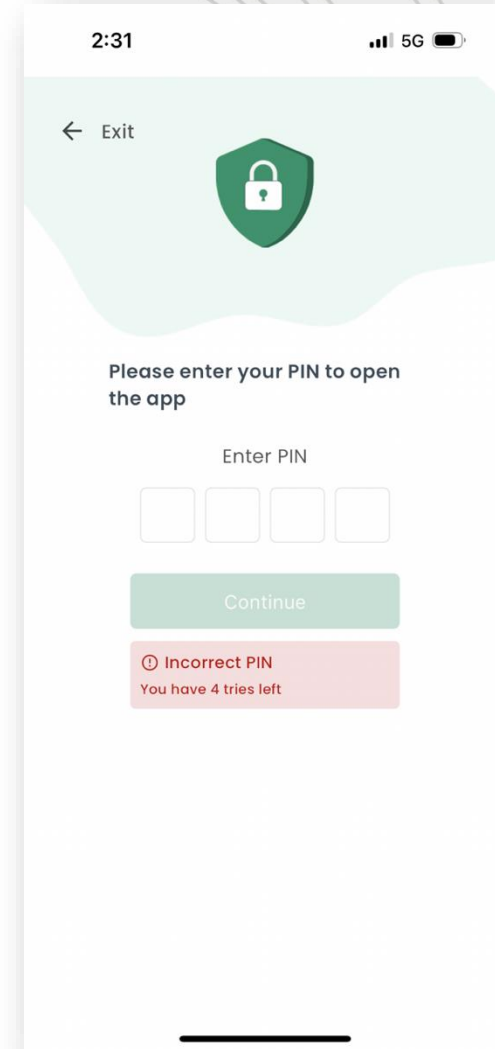 2:31 5G
Exit
Please enter your PIN to open
the app
Enter PIN
Continue
Incorrect PIN
You have 4 tries left